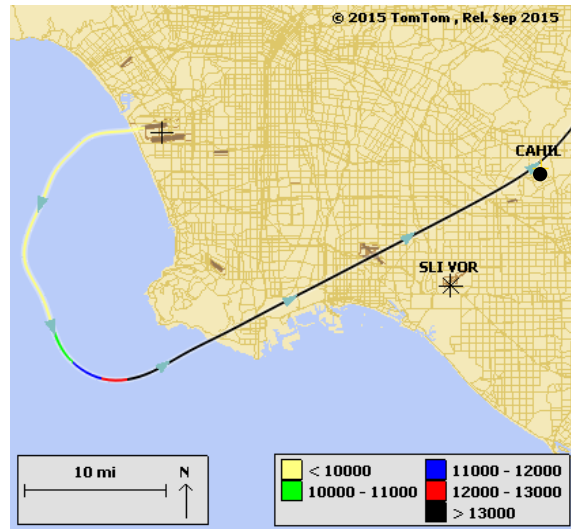 © 2015 TomTom , Rel. Sep 2015
CAHIL
SLI VOR
10 mi
N
< 10000
10000 - 11000
11000 - 12000
12000 - 13000
> 13000